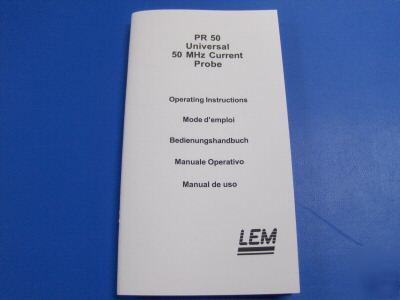 PR 50
Universal
50 MHz Current
Probe
Operating Instructions
Mode d'emploi
Bedienungshandbuch
Manuale Operativo
Manual de uso
LEM